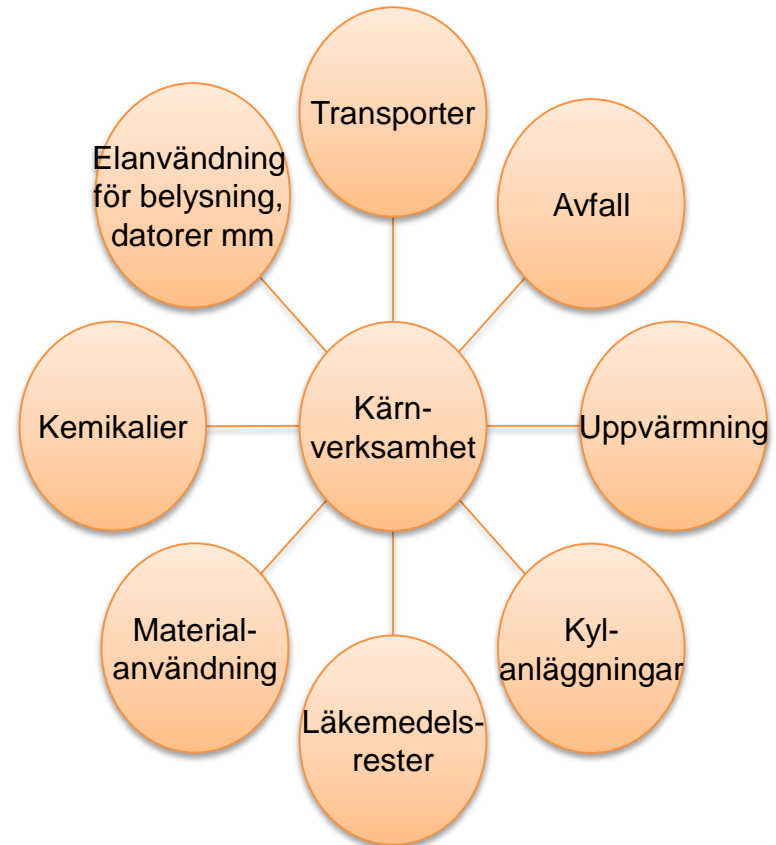 Transporter
Elanvändning
för belysning,
datorer mm
Avfall
Kemikalier
Kärn-
verksamhet
Uppvärmning
Material-
användning
Kyl-
anläggningar
Läkemedels-
rester